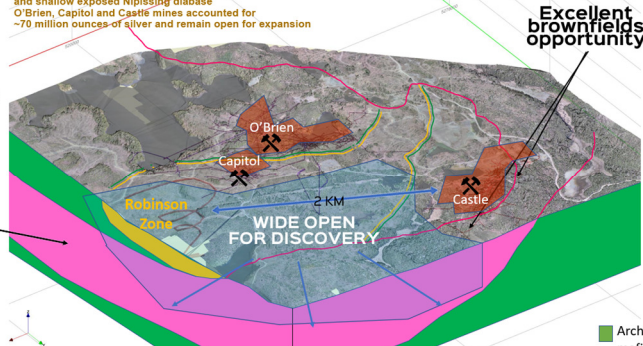 and shallow exposed Nipissing diabase
O'Brien, Capitol and Castle mines accounted for
~70 million ounces of silver and remain open for expansion
Excellent
brownfields
opportunity
O'Brien
Capitol
Castle
Robinson
Zone
2 KM
WIDE OPEN
FOR DISCOVERY
Arch